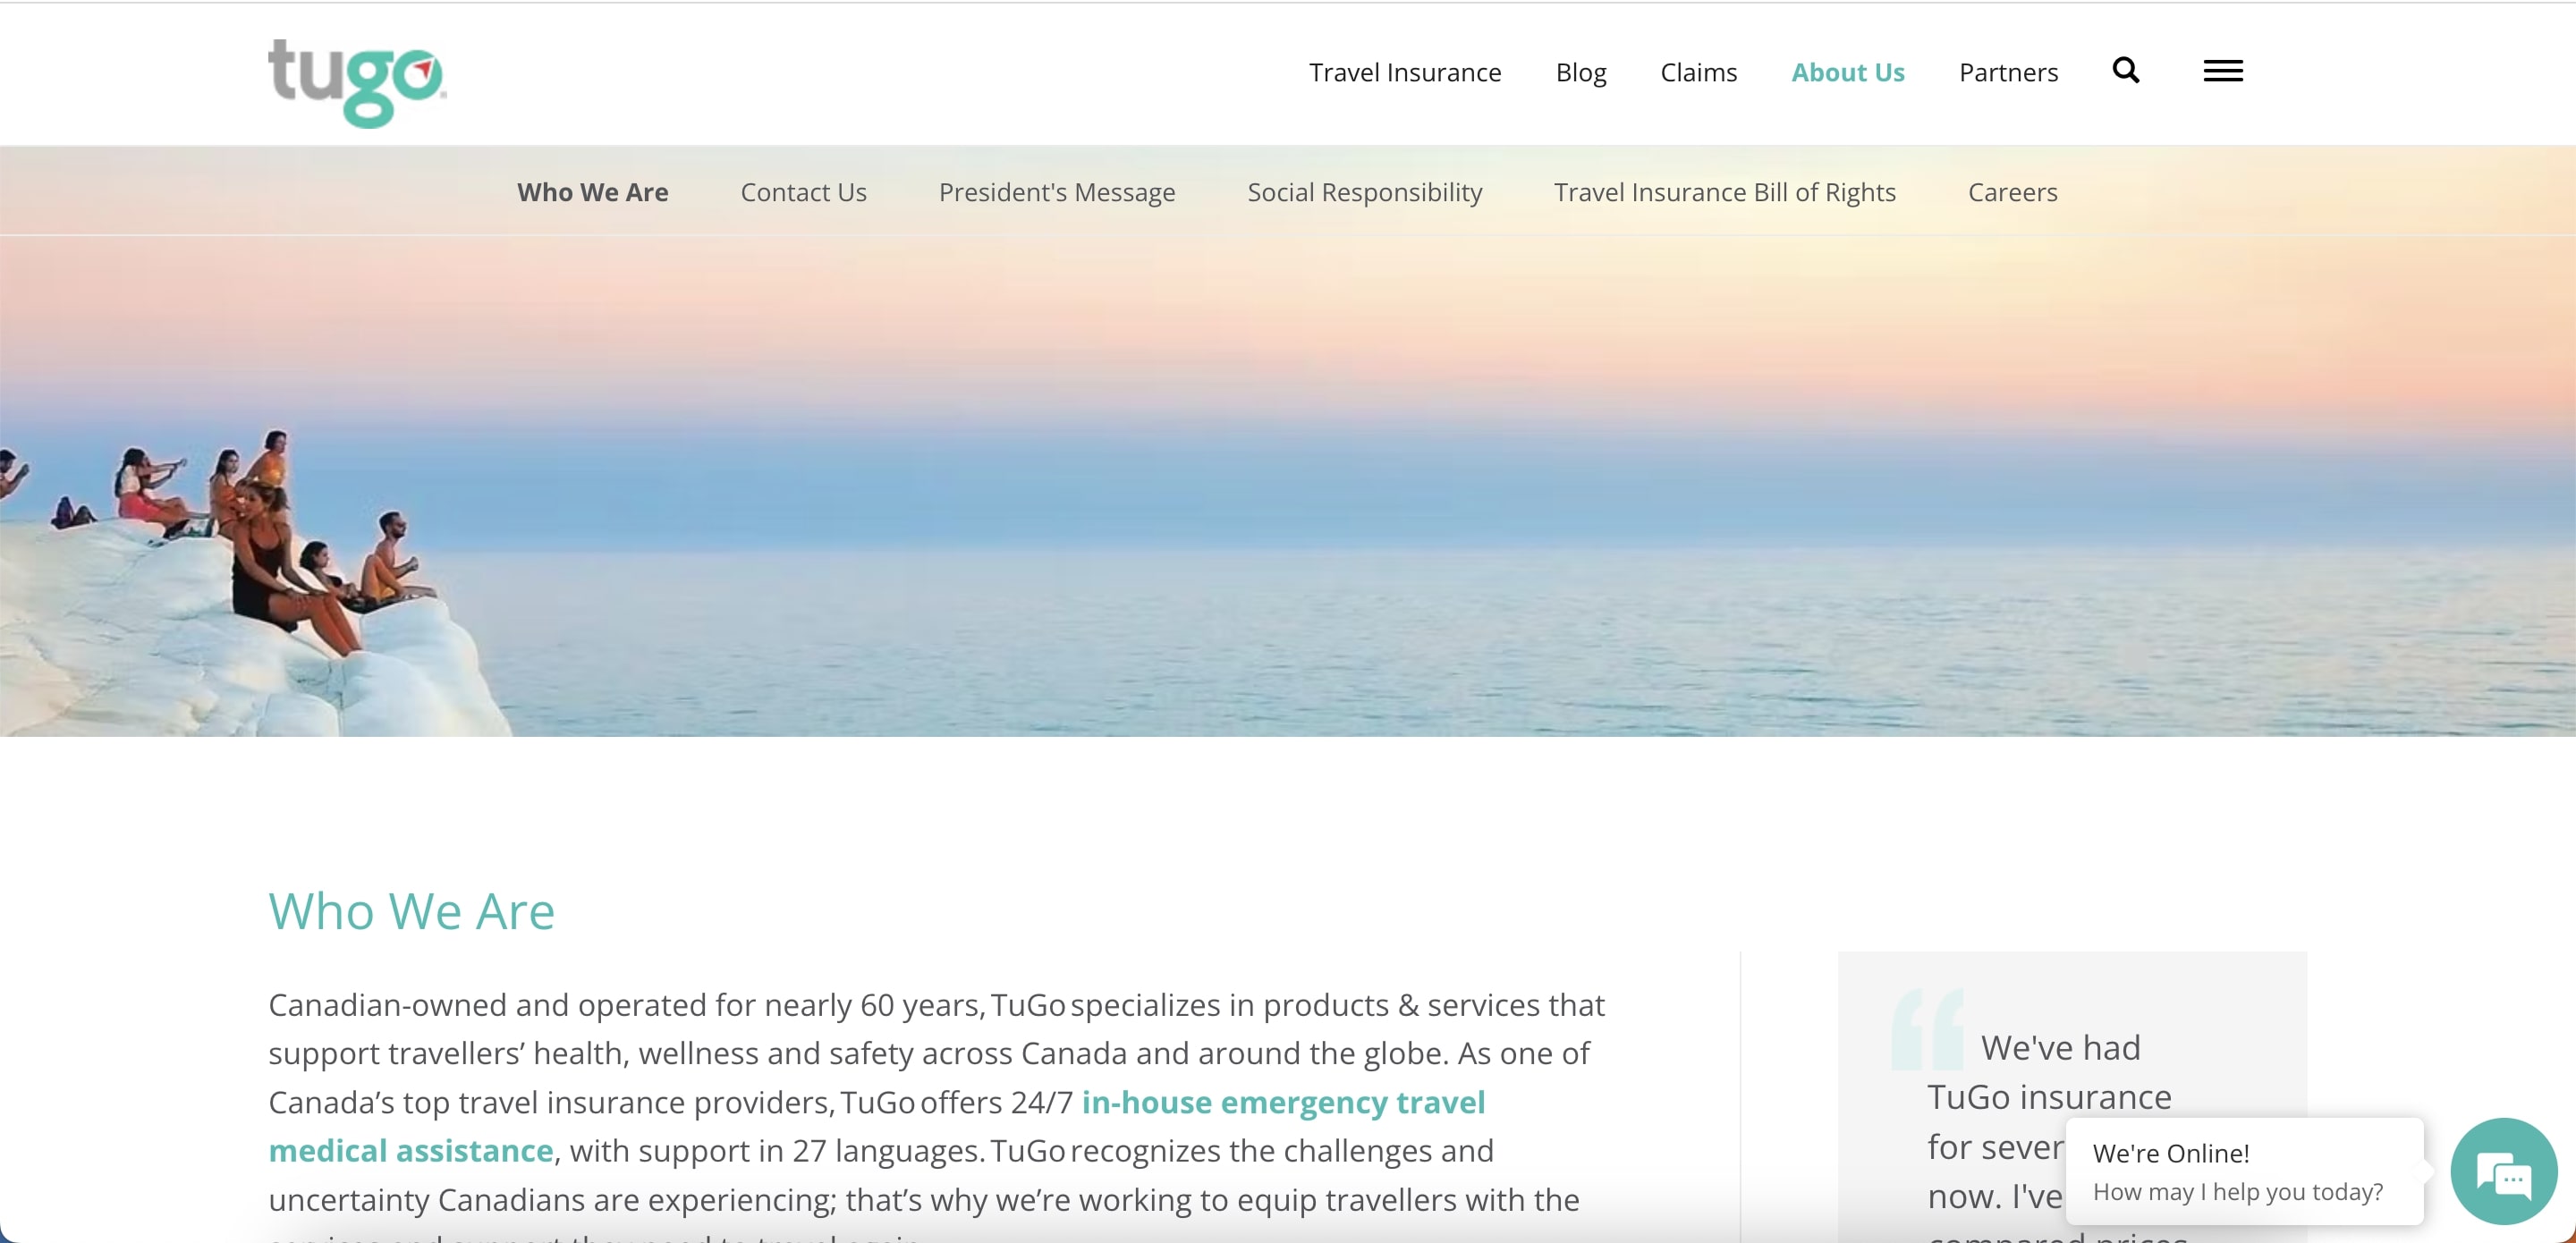 tugo
Travel Insurance Blog Claims About Us Partners
Who We Are Contact Us President's Message Social Responsibility Travel Insurance Bill of Rights Careers
Who We Are
Canadian-owned and operated for nearly 60 years, TuGo specializes in products & services that
support travellers’ health, wellness and safety across Canada and around the globe. As one of
Canada’s top travel insurance providers, TuGo offers 24/7 in-house emergency travel
medical assistance, with support in 27 languages. TuGo recognizes the challenges and
uncertainty Canadians are experiencing; that’s why we’re working to equip travellers with the
“ We've had
TuGo insurance
for sever
now. I've
compared prices
We're Online!
How may I help you today?